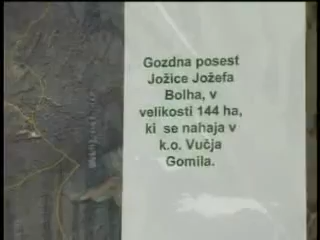 Gozdna posest
Jožice Jožefa
Bolha, v
velikosti 144 ha,
ki se nahaja v
k.o. Vučja
Gomila.